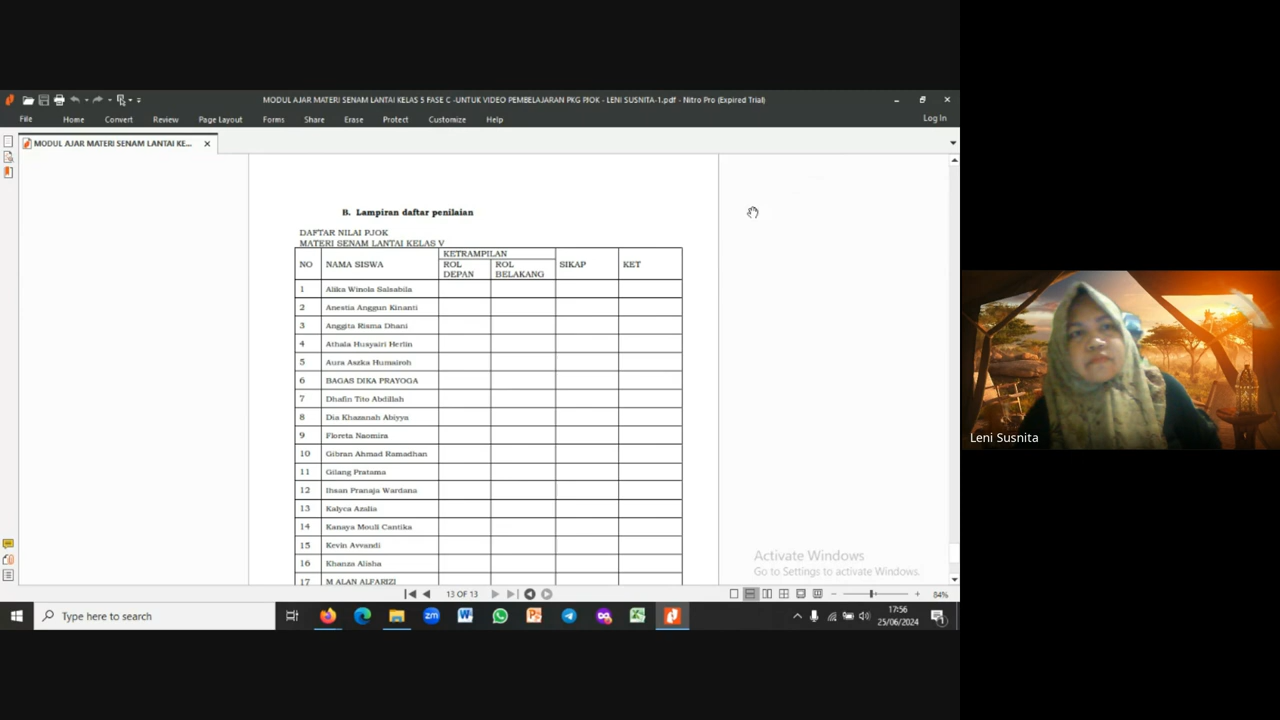 MODUL AJAR MATERI SENAM LANTAI KELAS 5 FASE C -UNTUK VIDEO PEMBELAJARAN PKG PJOK - LENI SUSNITA-1.pdf - Nitro Pro (Expired Trial)
File Home Convert Review Page Layout Forms Share Erase Protect Customize Help Log In
MODUL AJAR MATERI SENAM LANTAI KE...
B. Lampiran daftar penilaian
DAFTAR NILAI PJOK
MATERI SENAM LANTAI KELAS V
NO NAMA SISWA KETRAMPILAN SIKAP KET
ROL DEPAN ROL BELAKANG
1 Alika Winola Salsabila
2 Anestia Anggun Kinanti
3 Anggita Risma Dhani
4 Athala Husyairi Herlin
5 Aura Aszka Humairoh
6 BAGAS DIKA PRAYOGA
7 Dhafin Tito Abdillah
8 Dia Khazanah Abiyya
9 Floreta Naomira
10 Gibran Ahmad Ramadhan
11 Gilang Pratama
12 Ihsan Pranaja Wardana
13 Kalyca Azalia
14 Kanaya Mouli Cantika
15 Kevin Avvandi
16 Khanza Alisha
17 M ALAN ALFARIZI
Activate Windows
Go to Settings to activate Windows.
13 OF 13
84%
Type here to search
17:56
25/06/2024
Leni Susnita